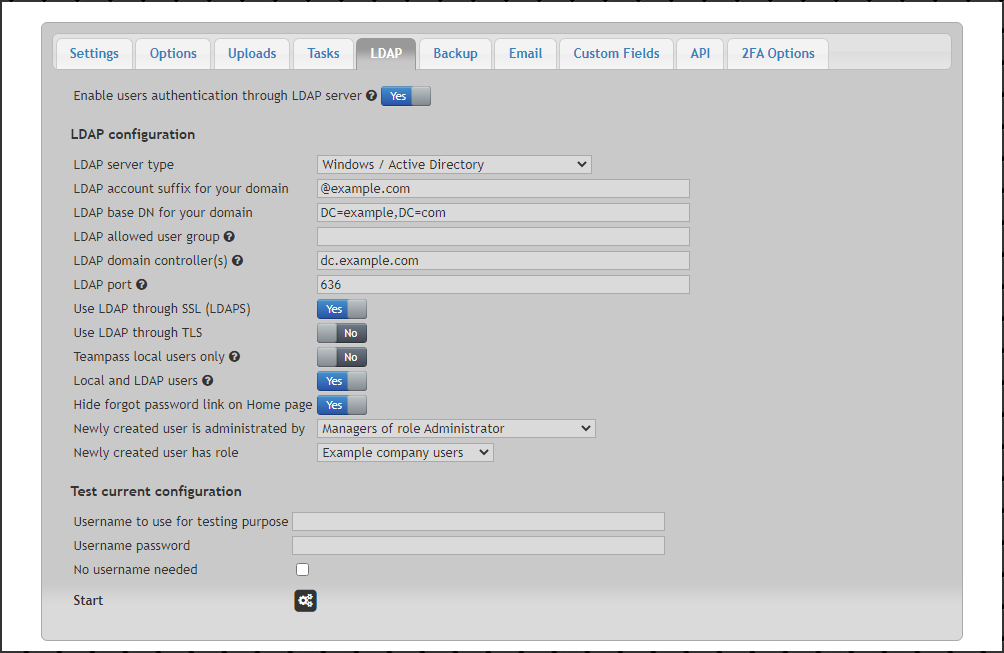 Settings Options Uploads Tasks LDAP Backup Email Custom Fields API 2FA Options
Enable users authentication through LDAP server ? Yes
LDAP configuration
LDAP server type Windows / Active Directory
LDAP account suffix for your domain @example.com
LDAP base DN for your domain DC=example,DC=com
LDAP allowed user group ?
LDAP domain controller(s) ? dc.example.com
LDAP port ? 636
Use LDAP through SSL (LDAPS) Yes
Use LDAP through TLS No
Teampass local users only ? No
Local and LDAP users ? Yes
Hide forgot password link on Home page Yes
Newly created user is administrated by Managers of role Administrator
Newly created user has role Example company users
Test current configuration
Username to use for testing purpose
Username password
No username needed
Start